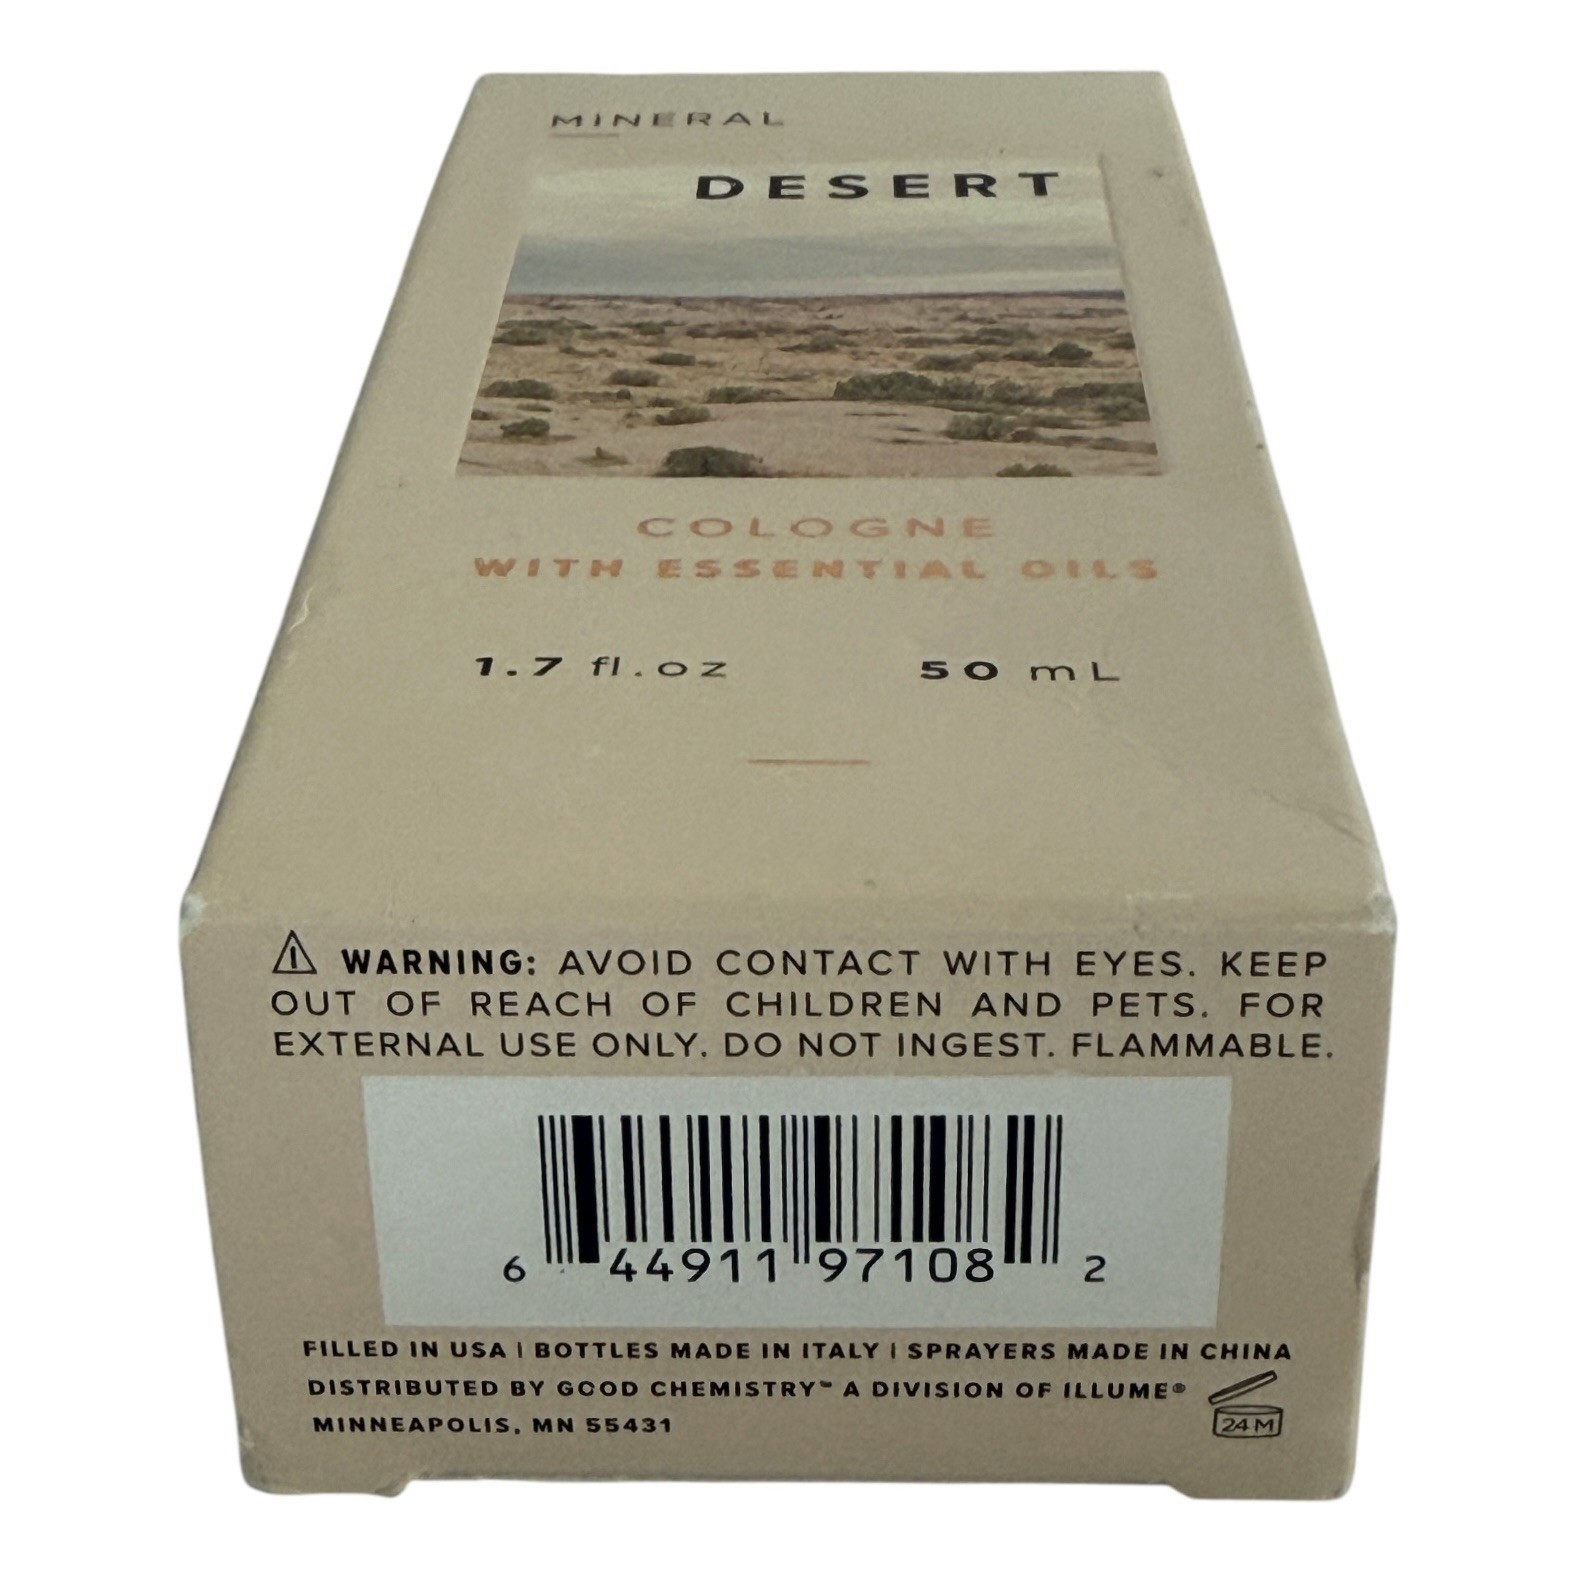 MINERAL
DESERT
COLOGNE
WITH ESSENTIAL OILS
1.7 fl.oz 50 mL
⚠ WARNING: AVOID CONTACT WITH EYES. KEEP
OUT OF REACH OF CHILDREN AND PETS. FOR
EXTERNAL USE ONLY. DO NOT INGEST. FLAMMABLE.
6 44911 97108 2
FILLED IN USA | BOTTLES MADE IN ITALY | SPRAYERS MADE IN CHINA
DISTRIBUTED BY GOOD CHEMISTRY™ A DIVISION OF ILLUME®
MINNEAPOLIS, MN 55431
24 M